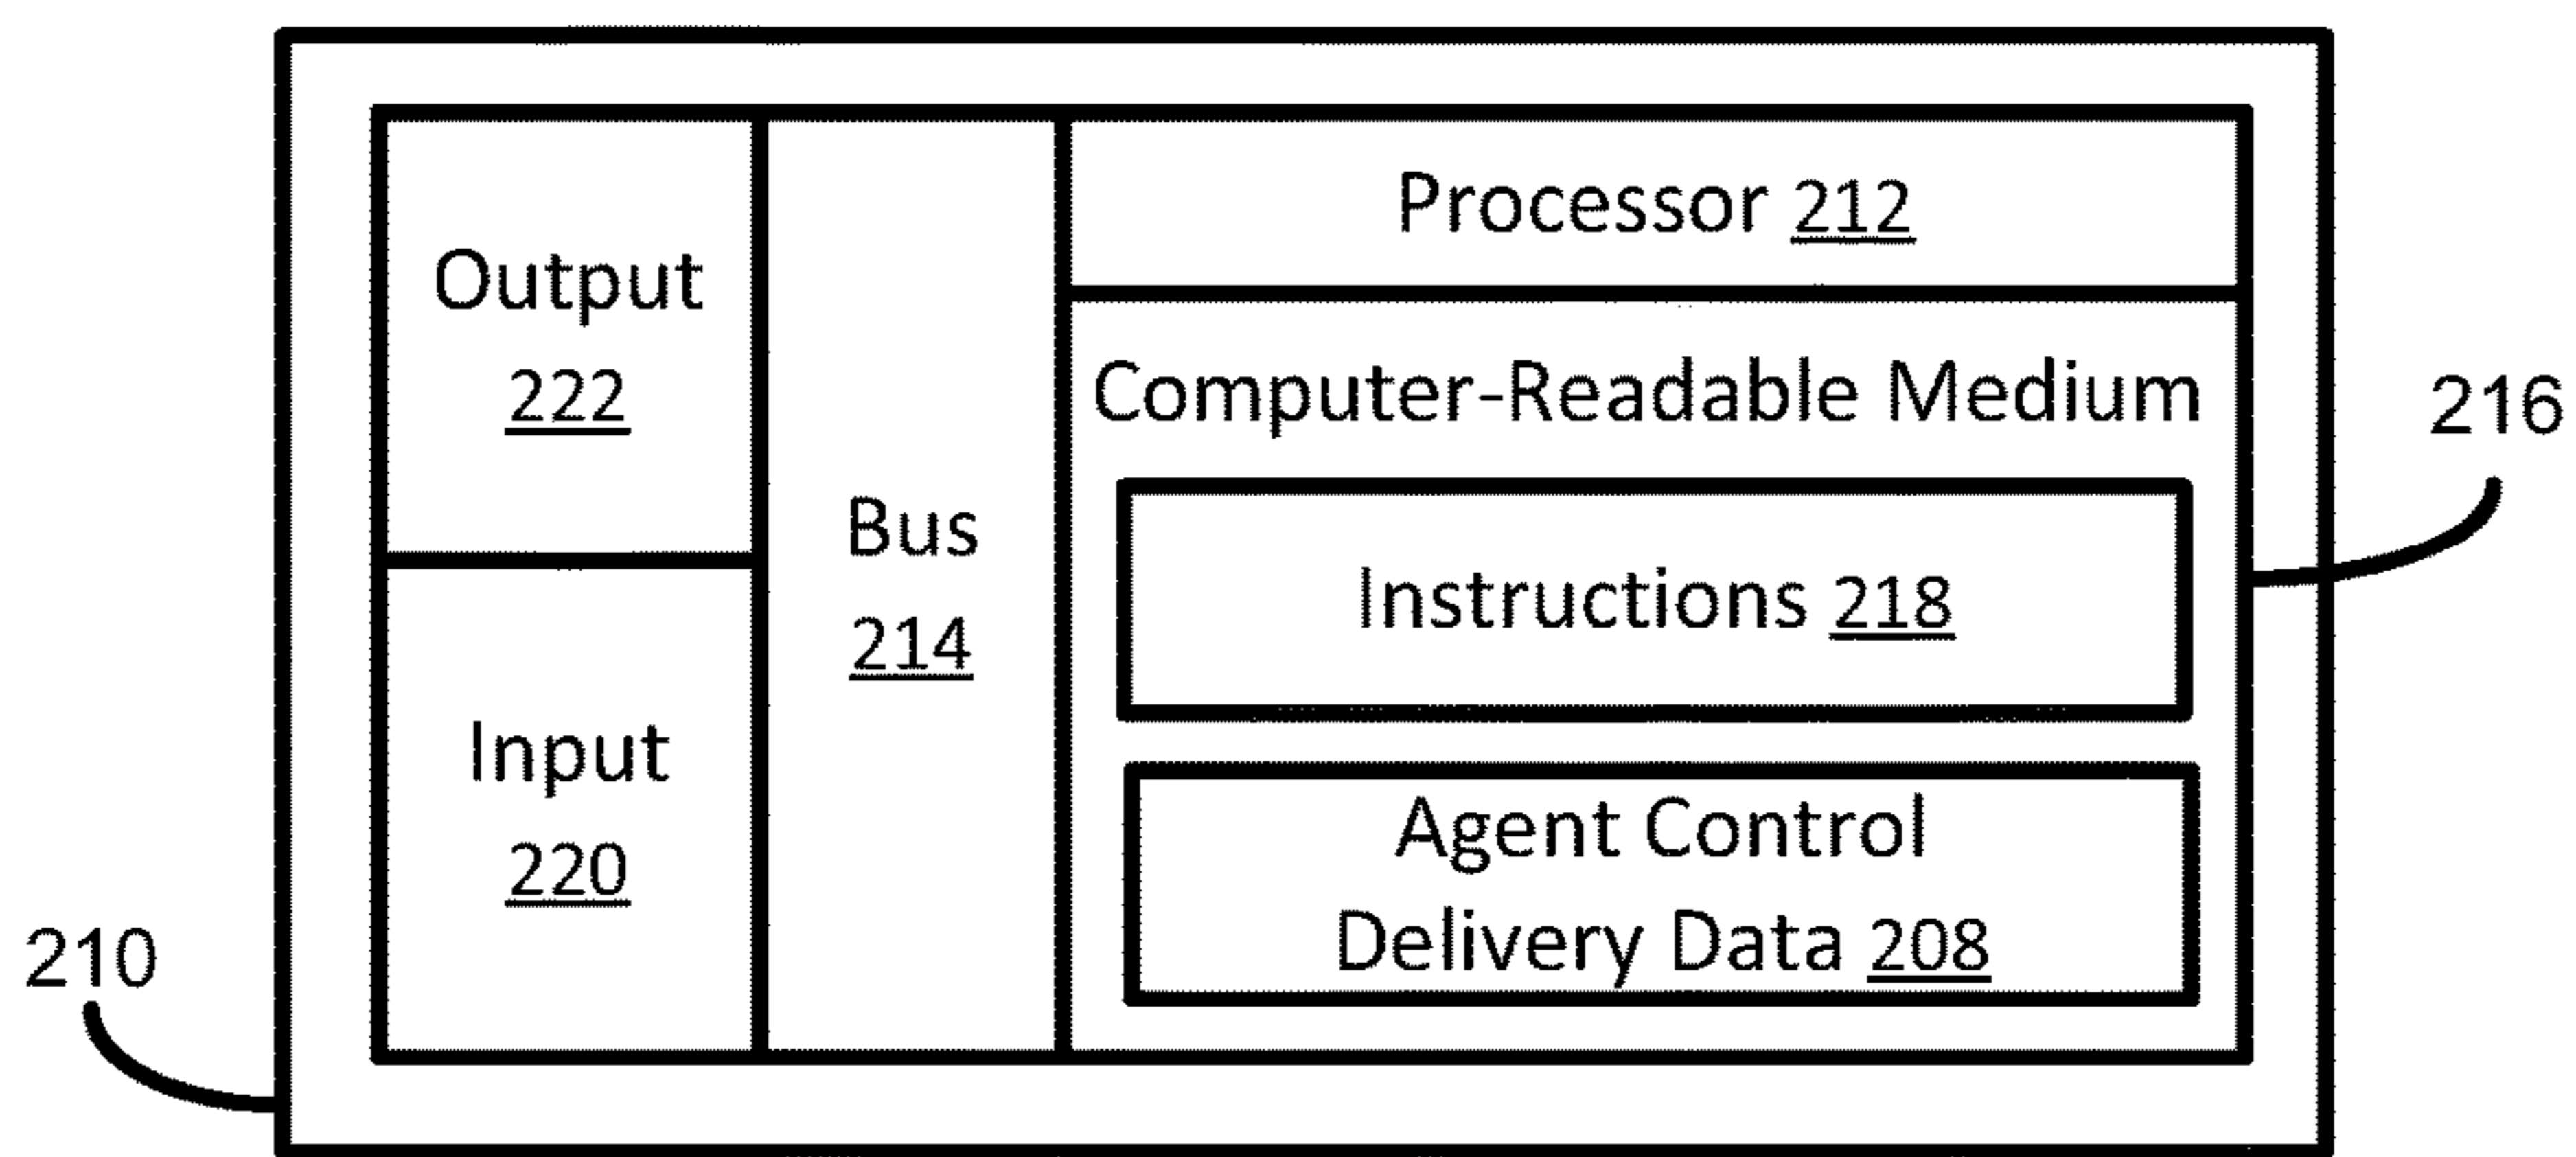 Output
222
Input
220
Bus
214
Processor 212
Computer-Readable Medium
Instructions 218
Agent Control
Delivery Data 208
216
210